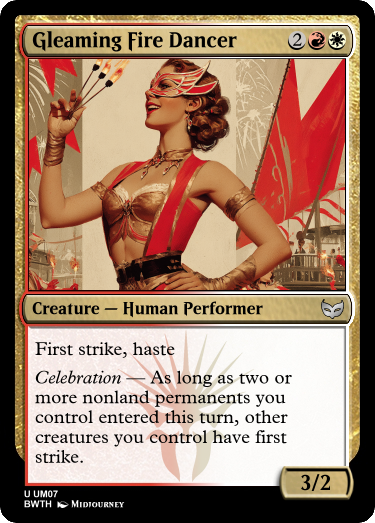 Gleaming Fire Dancer 2
Creature — Human Performer
First strike, haste
Celebration — As long as two or
more nonland permanents you
control entered this turn, other
creatures you control have first
strike.
3/2
U UM07
BWTH Midjourney